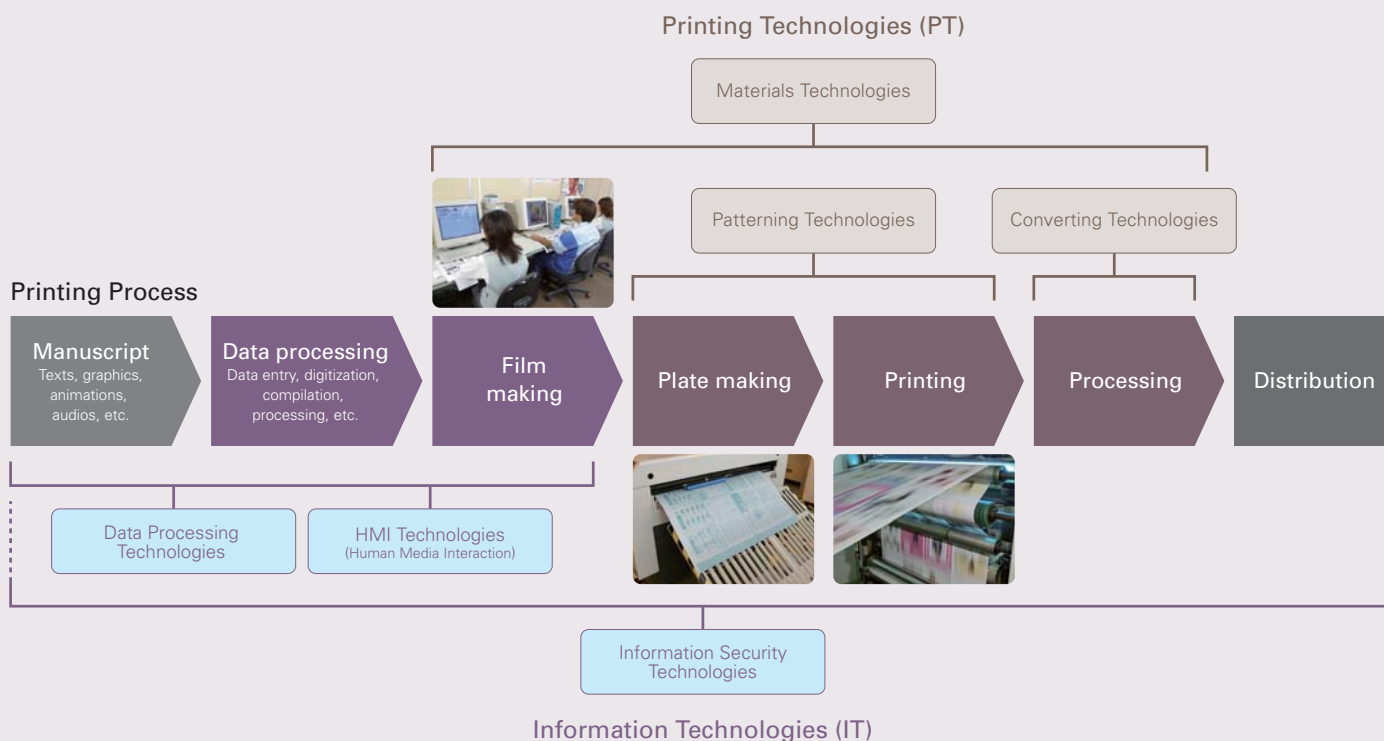 Printing Technologies (PT)
Materials Technologies
Patterning Technologies
Converting Technologies
Printing Process
Manuscript
Texts, graphics,
animations,
audios, etc.
Data processing
Data entry, digitization,
compilation,
processing, etc.
Film
making
Plate making
Printing
Processing
Distribution
Data Processing
Technologies
HMI Technologies
(Human Media Interaction)
Information Security
Technologies
Information Technologies (IT)